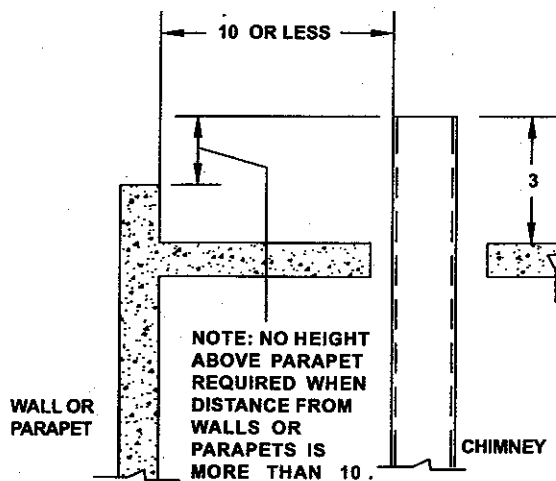 10 OR LESS
3
NOTE: NO HEIGHT
ABOVE PARAPET
REQUIRED WHEN
DISTANCE FROM
WALLS OR
PARAPETS IS
MORE THAN 10 .
WALL OR
PARAPET
CHIMNEY